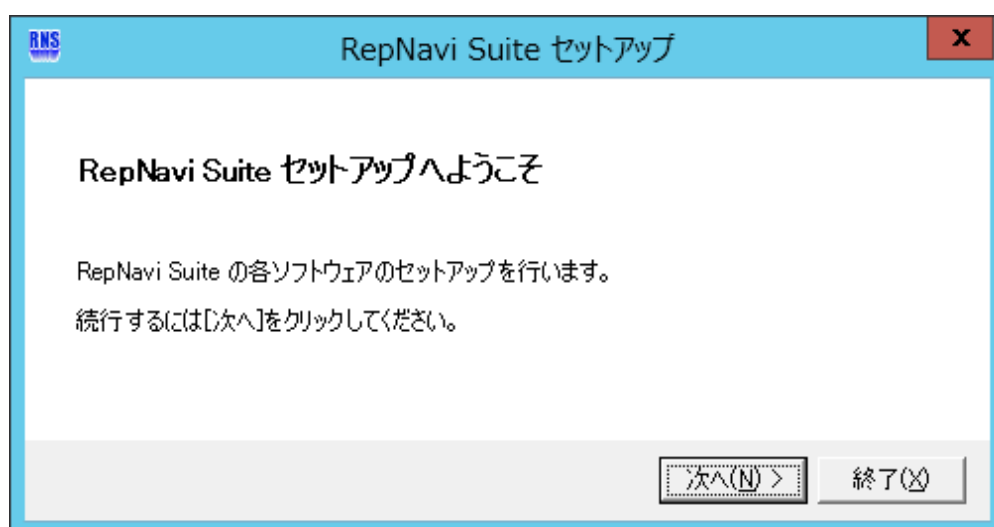 RNS
RepNavi Suite セットアップ
x
RepNavi Suite セットアップへようこそ
RepNavi Suite の各ソフトウェアのセットアップを行います。
続行するには[次へ]をクリックしてください。
次へ(N) >
終了(X)